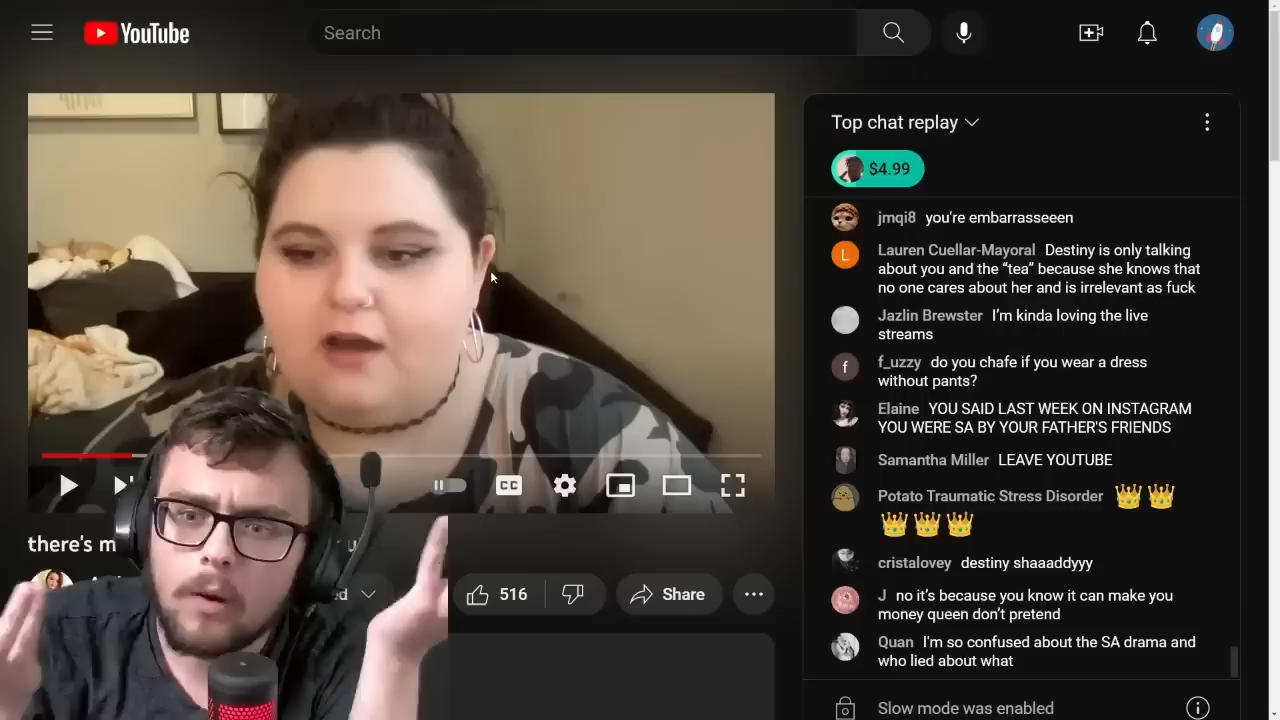 YouTube
Search
Top chat replay
$4.99
jmqi8 you're embarrasseeen
Lauren Cuellar-Mayoral Destiny is only talking
about you and the “tea” because she knows that
no one cares about her and is irrelevant as fuck
Jazlin Brewster I’m kinda loving the live
streams
f f_uzzy do you chafe if you wear a dress
without pants?
Elaine YOU SAID LAST WEEK ON INSTAGRAM
YOU WERE SA BY YOUR FATHER'S FRIENDS
Samantha Miller LEAVE YOUTUBE
Potato Traumatic Stress Disorder 👑👑
👑👑👑
cristalovey destiny shaaaddyyy
J no it’s because you know it can make you
money queen don’t pretend
Quan I'm so confused about the SA drama and
who lied about what
Slow mode was enabled
CC
there's m
516
Share